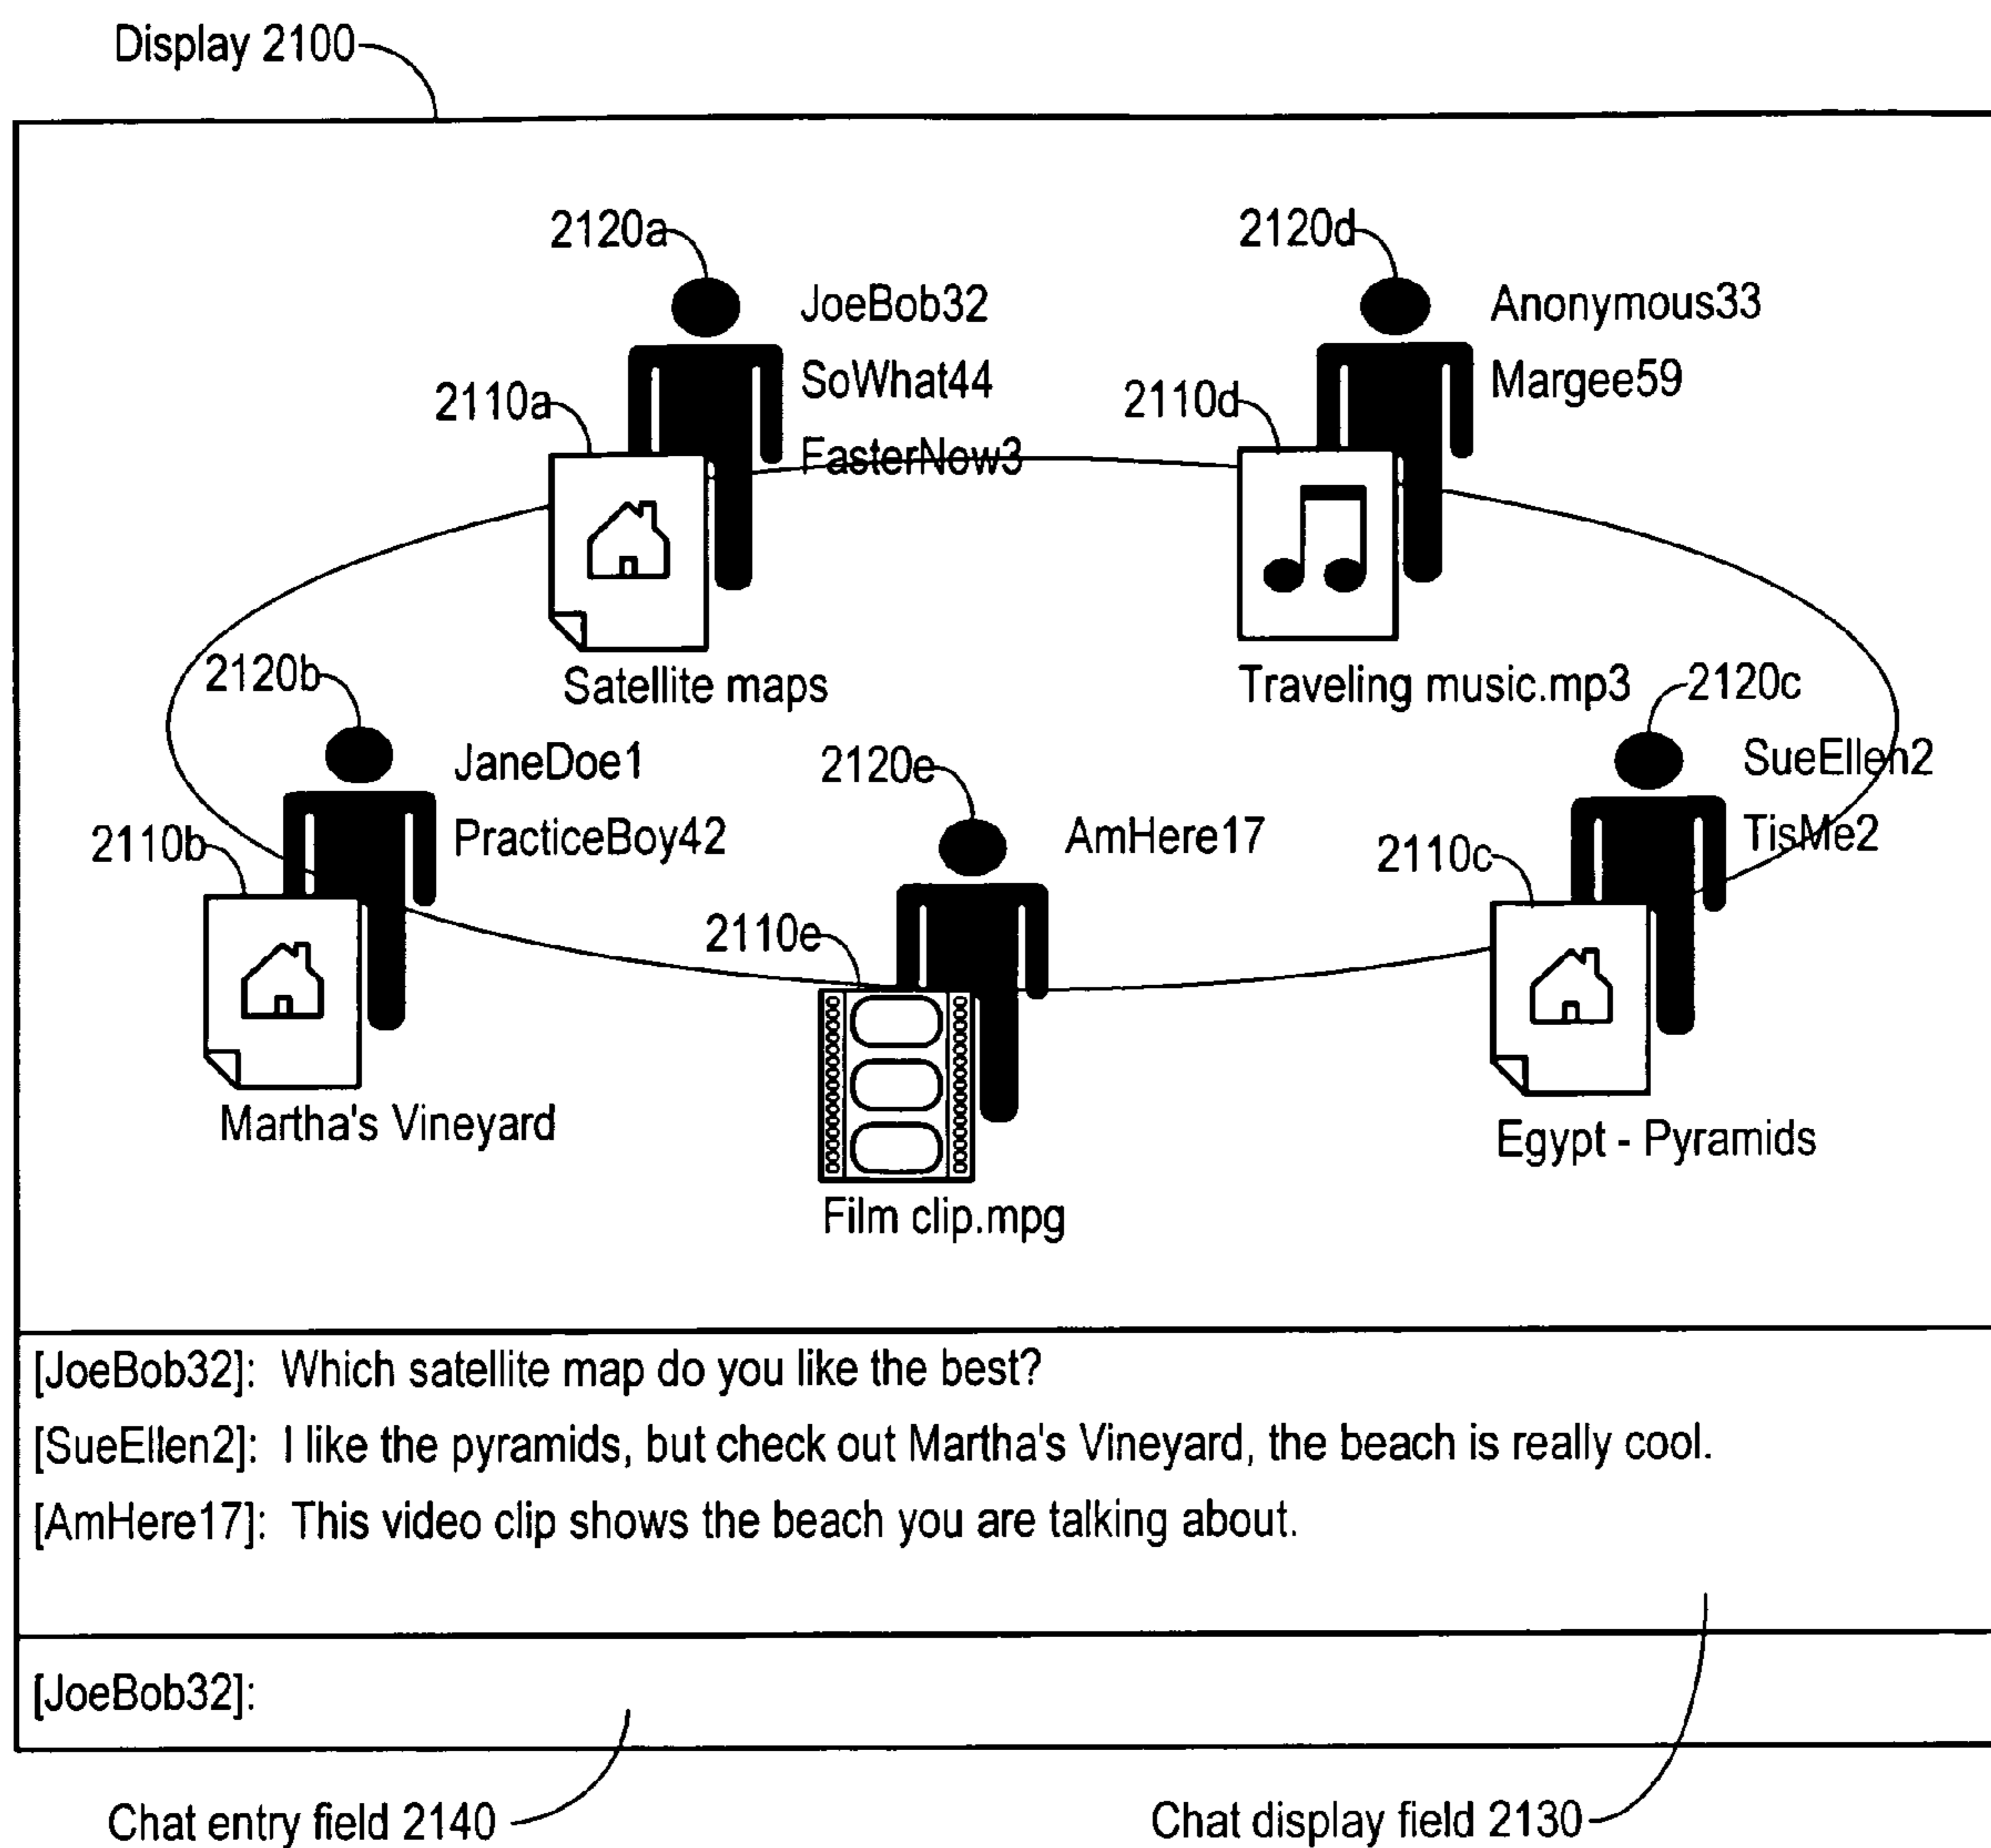 Display 2100
2120a
2120d
JoeBob32
Anonymous33
SoWhat44
Margee59
2110a
2110d
EasterNow3
Satellite maps
Traveling music.mp3
2120b
2120c
JaneDoe1
2120e
SueEllen2
PracticeBoy42
AmHere17
TisMe2
2110b
2110c
2110e
Martha's Vineyard
Egypt - Pyramids
Film clip.mpg
[JoeBob32]: Which satellite map do you like the best?
[SueEllen2]: I like the pyramids, but check out Martha's Vineyard, the beach is really cool.
[AmHere17]: This video clip shows the beach you are talking about.
[JoeBob32]:
Chat entry field 2140
Chat display field 2130